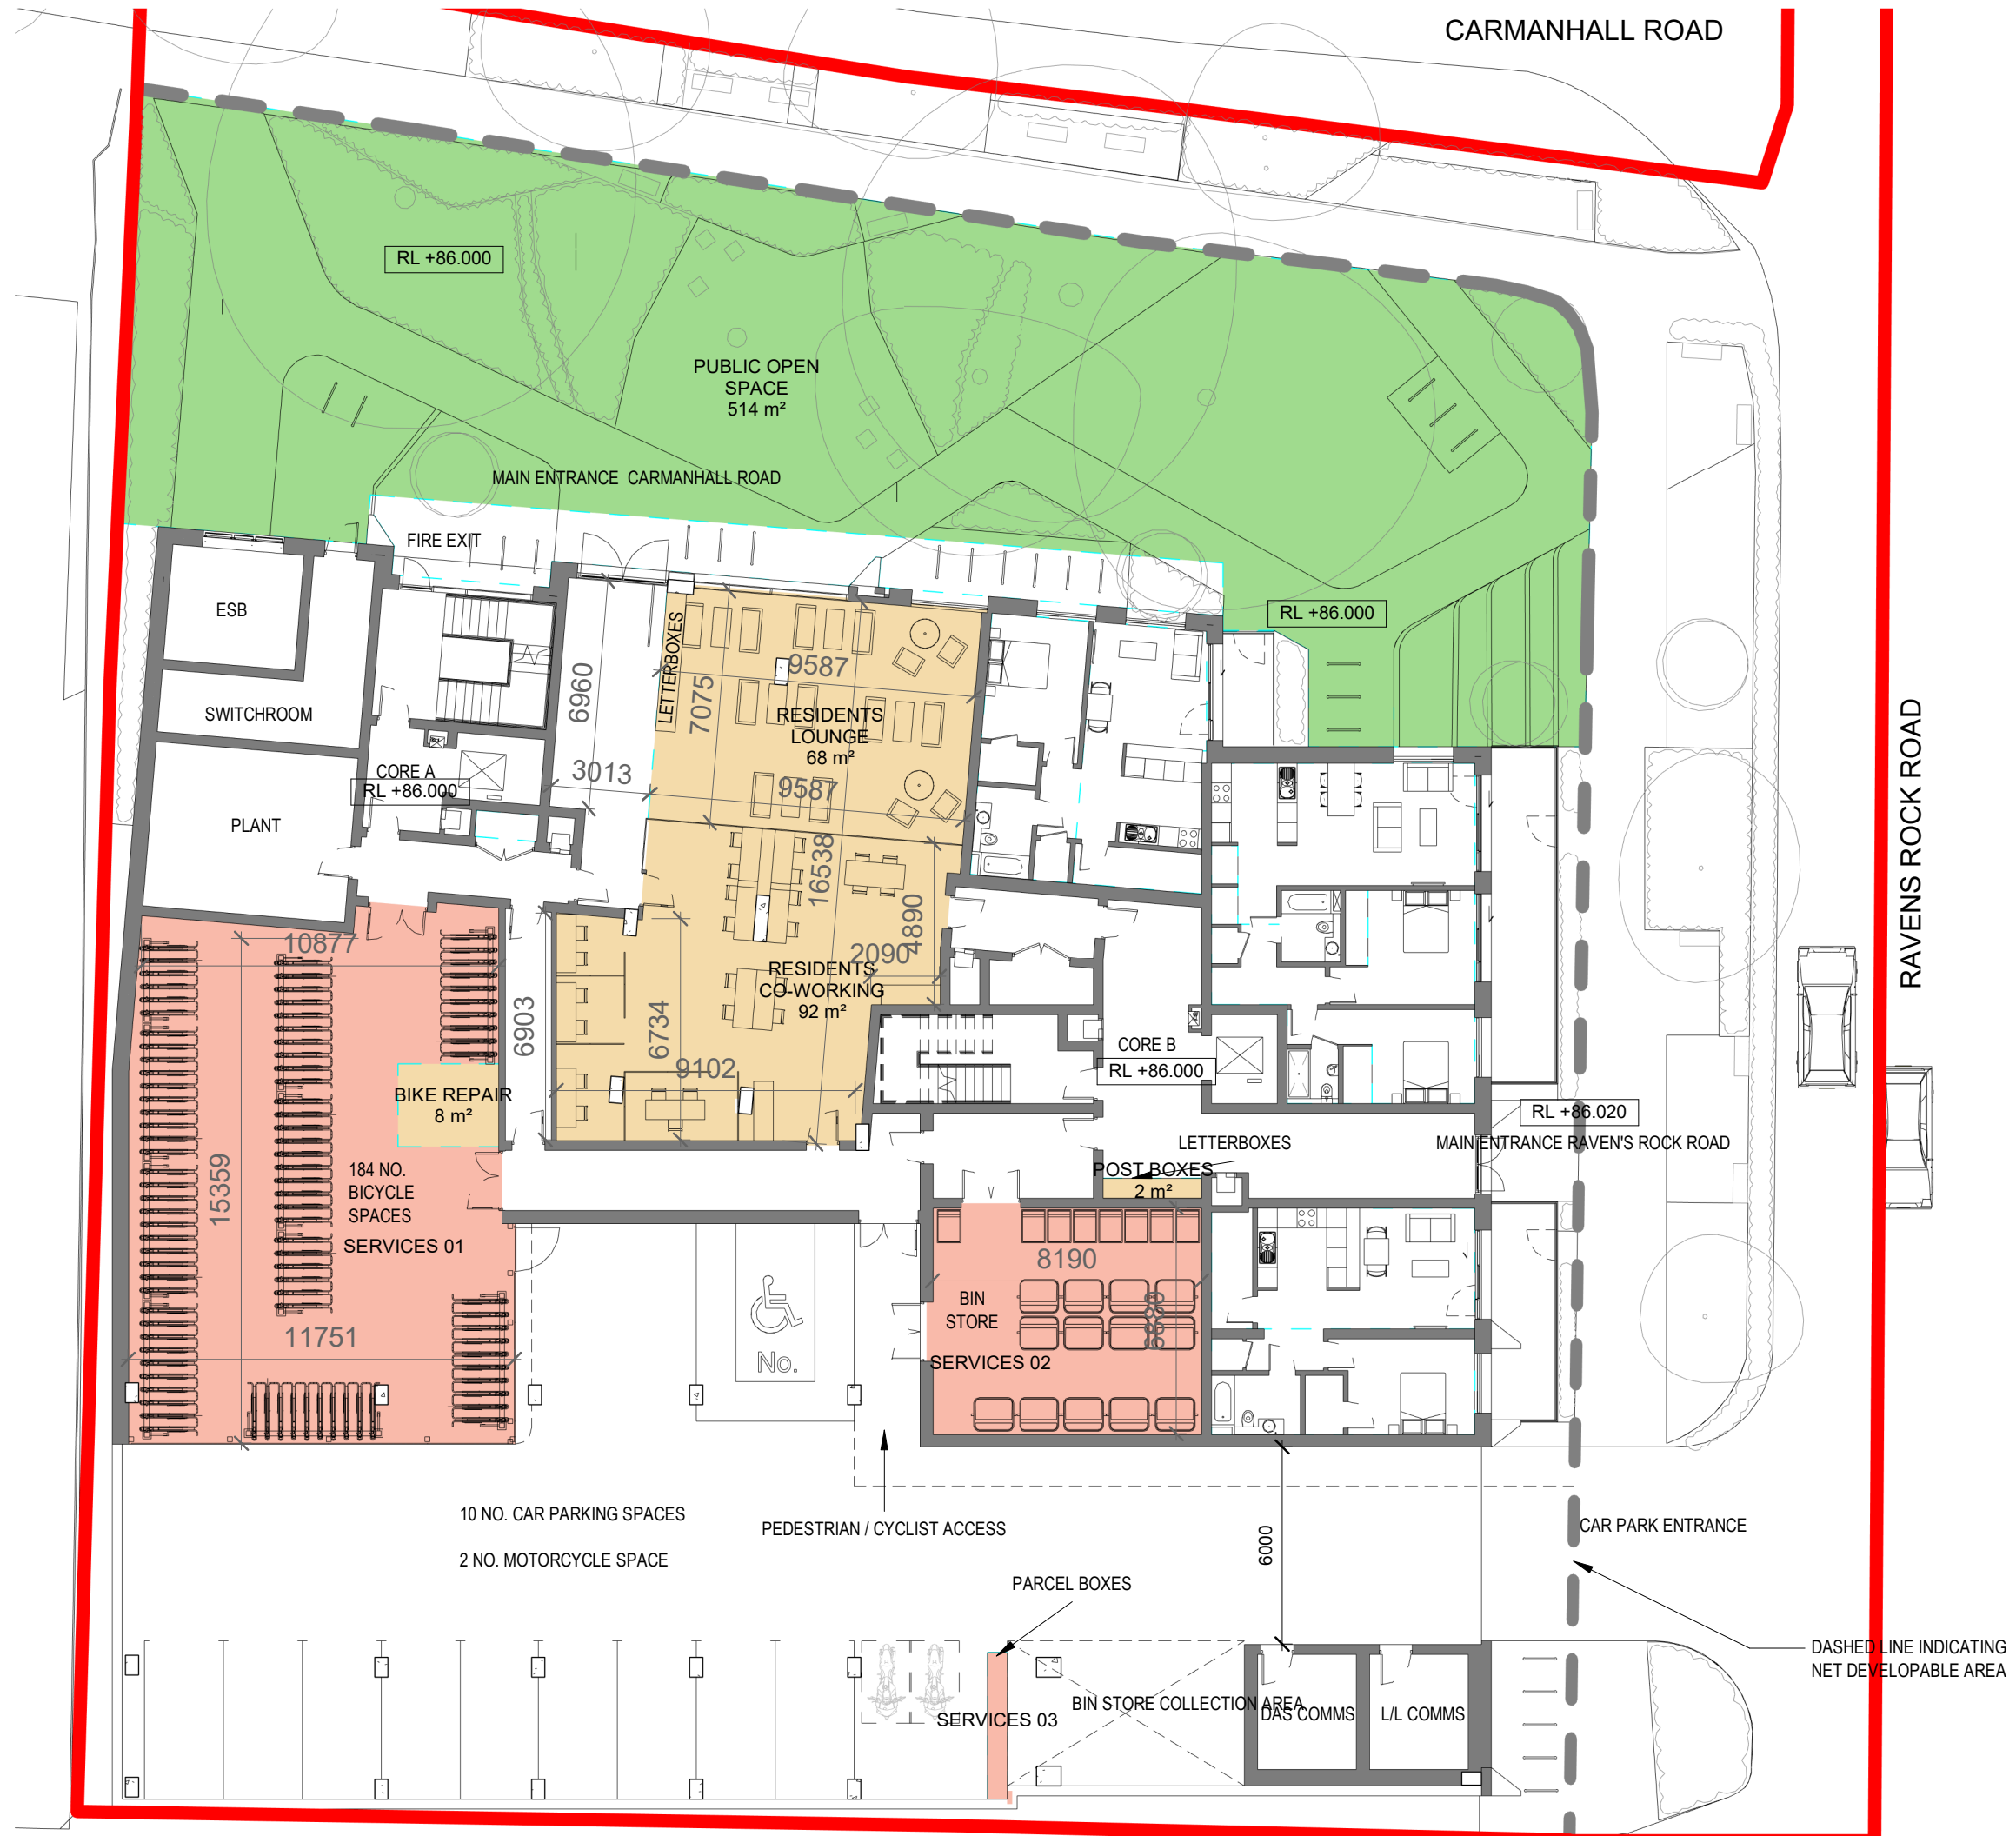 CARMANHALL ROAD
RL +86.000
PUBLIC OPEN
SPACE
514 m²
MAIN ENTRANCE CARMANHALL ROAD
FIRE EXIT
ESB
LETTERBOXES
RL +86.000
6960
9587
7075
SWITCHROOM
RESIDENTS
LOUNGE
68 m²
RAVENS ROCK ROAD
CORE A
RL +86.000
3013
9587
PLANT
16538
4890
10877
2090
RESIDENTS
CO-WORKING
92 m²
6903
6734
9102
CORE B
RL +86.000
BIKE REPAIR
8 m²
RL +86.020
LETTERBOXES
MAIN ENTRANCE RAVEN'S ROCK ROAD
POST BOXES
2 m²
15359
184 NO.
BICYCLE
SPACES
SERVICES 01
8190
BIN
STORE
11751
No.
SERVICES 02
10 NO. CAR PARKING SPACES
PEDESTRIAN / CYCLIST ACCESS
6000
CAR PARK ENTRANCE
2 NO. MOTORCYCLE SPACE
PARCEL BOXES
DASHED LINE INDICATING
NET DEVELOPABLE AREA
SERVICES 03
BIN STORE COLLECTION AREA
DAS COMMS
L/L COMMS